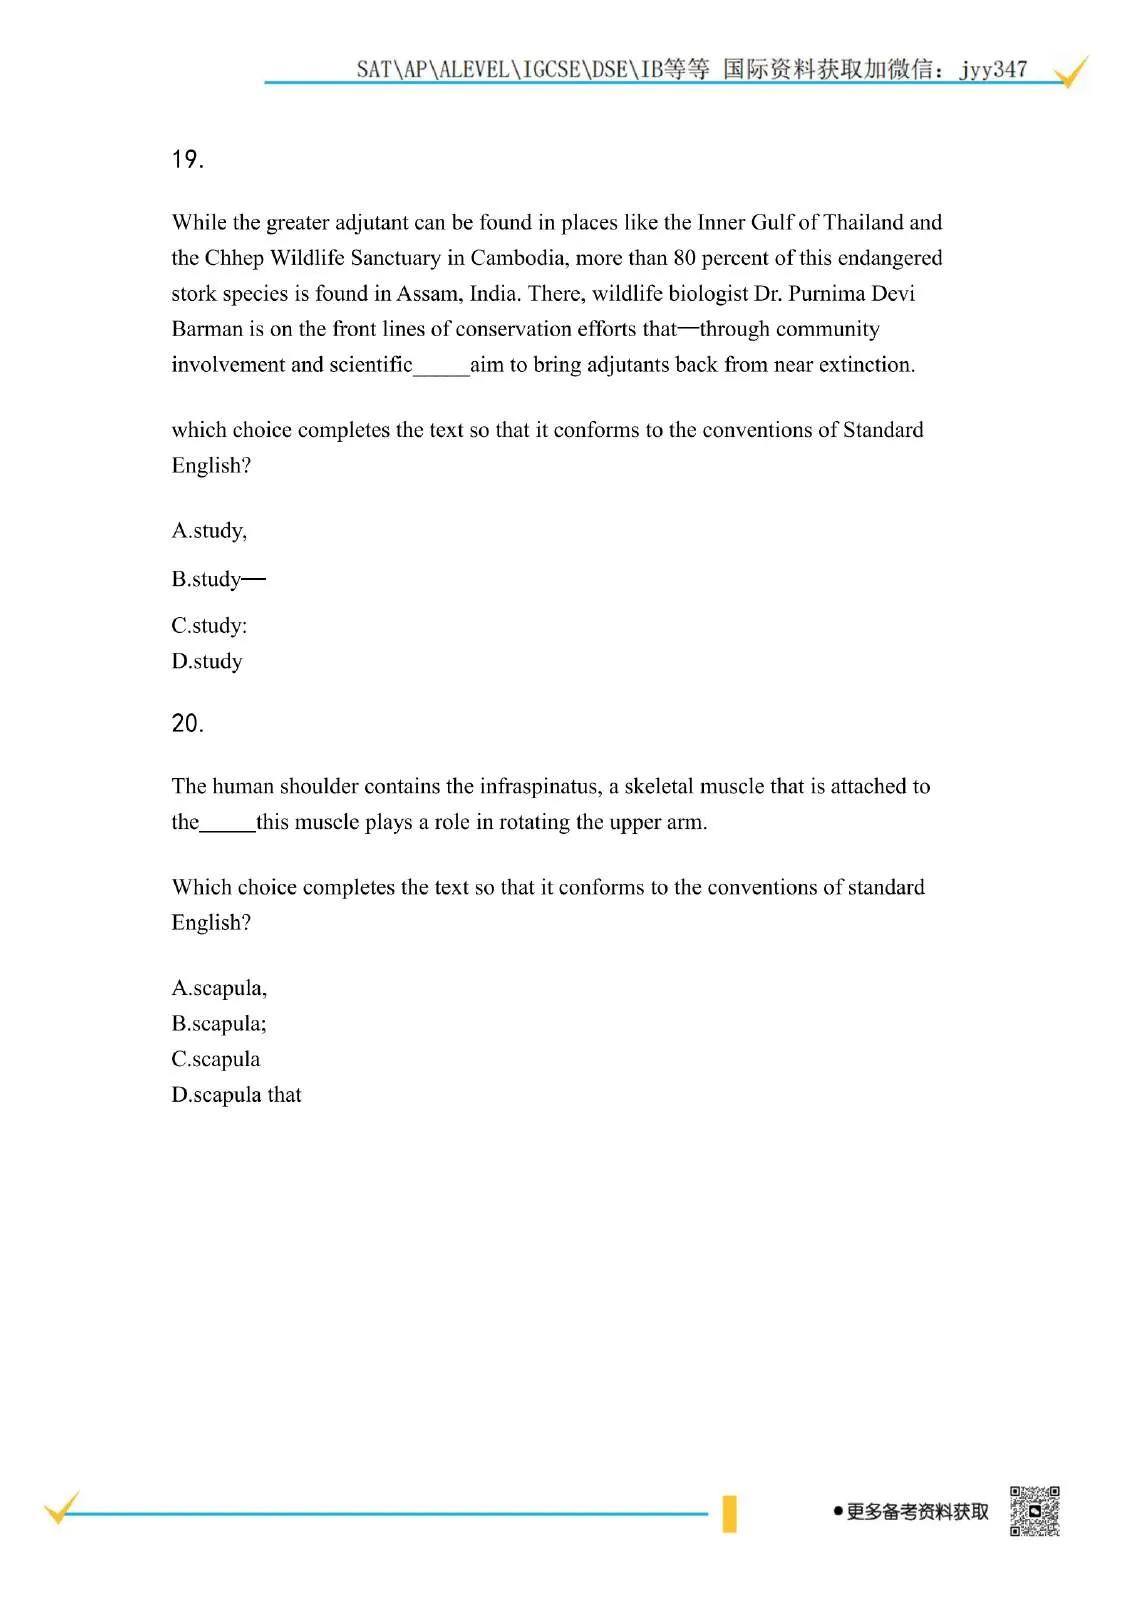 SAT\AP\ALEVEL\IGCSE\DSE\IB等等 国际资料获取加微信：jyy347
19.
While the greater adjutant can be found in places like the Inner Gulf of Thailand and
the Chhep Wildlife Sanctuary in Cambodia, more than 80 percent of this endangered
stork species is found in Assam, India. There, wildlife biologist Dr. Purnima Devi
Barman is on the front lines of conservation efforts that—through community
involvement and scientific_____aim to bring adjutants back from near extinction.
which choice completes the text so that it conforms to the conventions of Standard
English?
A.study,
B.study—
C.study:
D.study
20.
The human shoulder contains the infraspinatus, a skeletal muscle that is attached to
the_____this muscle plays a role in rotating the upper arm.
Which choice completes the text so that it conforms to the conventions of standard
English?
A.scapula,
B.scapula;
C.scapula
D.scapula that
●更多备考资料获取